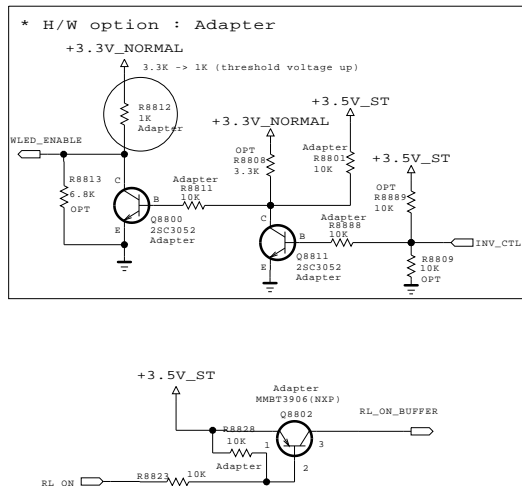 * H/W option : Adapter
+3.3V_NORMAL
3.3K -> 1K (threshold voltage up)
R8812
1K
Adapter
WLED_ENABLE
R8813
6.8K
OPT
C
B
E
Q8800
2SC3052
Adapter
Adapter
R8811
10K
+3.3V_NORMAL
OPT
R8808
3.3K
+3.5V_ST
Adapter
R8801
10K
+3.5V_ST
OPT
R8889
10K
C
B
E
Q8811
2SC3052
Adapter
Adapter
R8888
10K
INV_CTL
R8809
10K
OPT
+3.5V_ST
Adapter
MMBT3906(NXP)
Q8802
RL_ON_BUFFER
R8828
10K
Adapter
1
3
2
RL_ON
R8823
10K